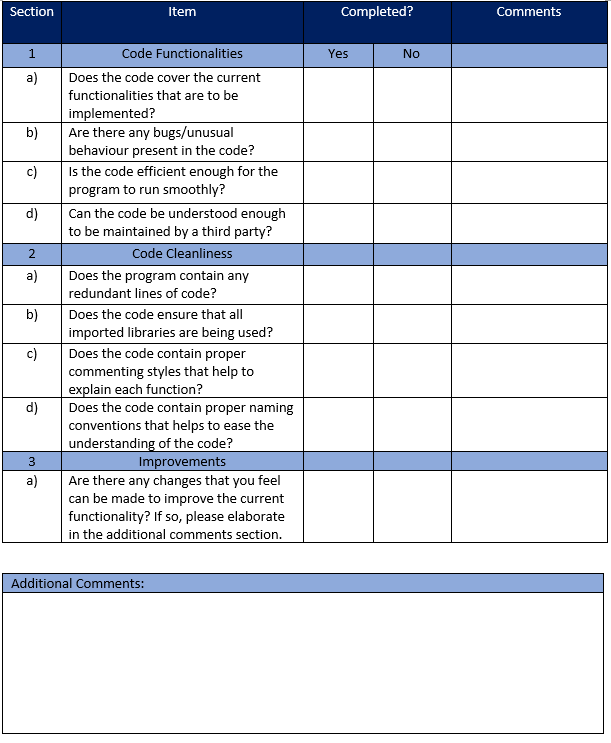 Section Item Completed? Comments
1 Code Functionalities Yes No
a) Does the code cover the current
functionalities that are to be
implemented?
b) Are there any bugs/unusual
behaviour present in the code?
c) Is the code efficient enough for the
program to run smoothly?
d) Can the code be understood enough
to be maintained by a third party?
2 Code Cleanliness
a) Does the program contain any
redundant lines of code?
b) Does the code ensure that all
imported libraries are being used?
c) Does the code contain proper
commenting styles that help to
explain each function?
d) Does the code contain proper naming
conventions that helps to ease the
understanding of the code?
3 Improvements
a) Are there any changes that you feel
can be made to improve the current
functionality? If so, please elaborate
in the additional comments section.
Additional Comments: